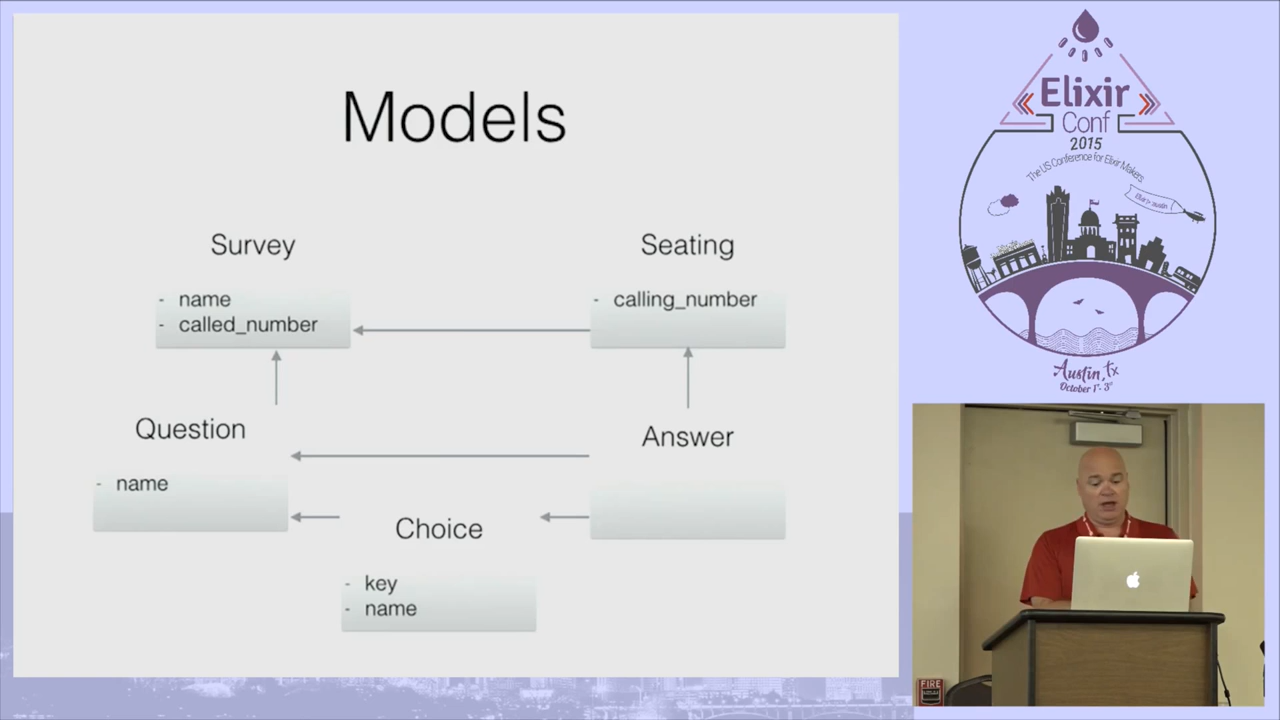 Models
Survey
- name
- called_number
Seating
- calling_number
Question
- name
Answer
Choice
- key
- name
Elixir
Conf
2015
The US Conference for Elixir Makers
Austin, TX
October 1st - 3rd
FIRE